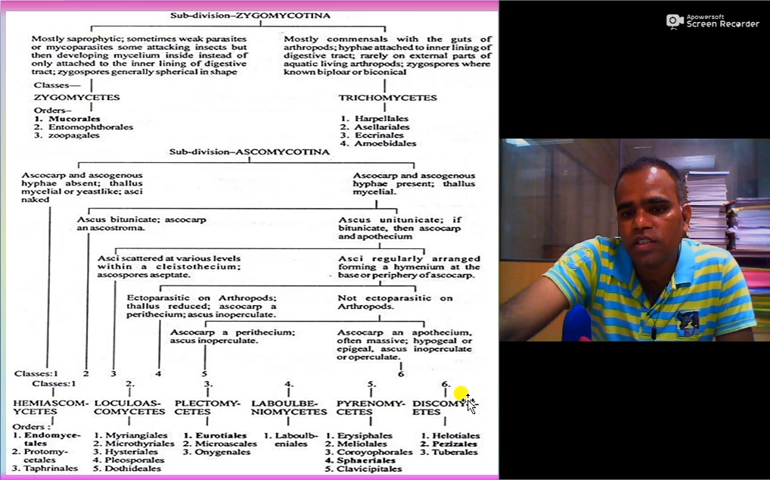 Sub-division—ZYGOMYCOTINA
Mostly saprophytic; sometimes weak parasites
or mycoparasites some attacking insects but
then developing mycelium inside instead of
only attached to the inner lining of digestive
tract; zygospores generally spherical in shape
Mostly commensals with the guts of
arthropods; hyphae attached to inner lining of
digestive tract; rarely on external parts of
aquatic living arthropods; zygospores where
known biploar or biconical
Classes—
ZYGOMYCETES
TRICHOMYCETES
Orders—
1. Mucorales
2. Entomophthorales
3. zoopagales
1. Harpellales
2. Asellariales
3. Eccrinales
4. Amoebidales
Sub-division—ASCOMYCOTINA
Ascocarp and ascogenous
hyphae absent; thallus
mycelial or yeastlike; asci
naked
Ascocarp and ascogenous
hyphae present; thallus
mycelial.
Ascus bitunicate; ascocarp
an ascostroma.
Ascus unitunicate; if
bitunicate, then ascocarp
and apothecium
Asci scattered at various levels
within a cleistothecium;
ascospores aseptate.
Asci regularly arranged
forming a hymenium at the
base or periphery of ascocarp.
Ectoparasitic on Arthropods;
thallus reduced; ascocarp a
perithecium; ascus inoperculate.
Not ectoparasitic on
Arthropods.
Ascocarp a perithecium;
ascus inoperculate.
Ascocarp an apothecium,
often massive; hypogeal or
epigeal, ascus inoperculate
or operculate.
Classes:1 2 3 4 5 6
Classes:1 2. 3. 4. 5. 6.
HEMIASCOM-
YCETES
LOCULOAS-
COMYCETES
PLECTOMY-
CETES
LABOULBE-
NIOMYCETES
PYRENOMY-
CETES
DISCOMYC-
ETES
Orders :
1. Endomyce-
tales
2. Protomy-
cetales
3. Taphrinales
1. Myriangiales
2. Microthyriales
3. Hysteriales
4. Pleosporales
5. Dothideales
1. Eurotiales
2. Microascales
3. Onygenales
1. Laboulb-
eniales
1. Erysiphales
2. Meliolales
3. Coroyophorales
4. Sphaeriales
5. Clavicipitales
1. Helotiales
2. Pezizales
3. Tuberales
Apowersoft
Screen Recorder